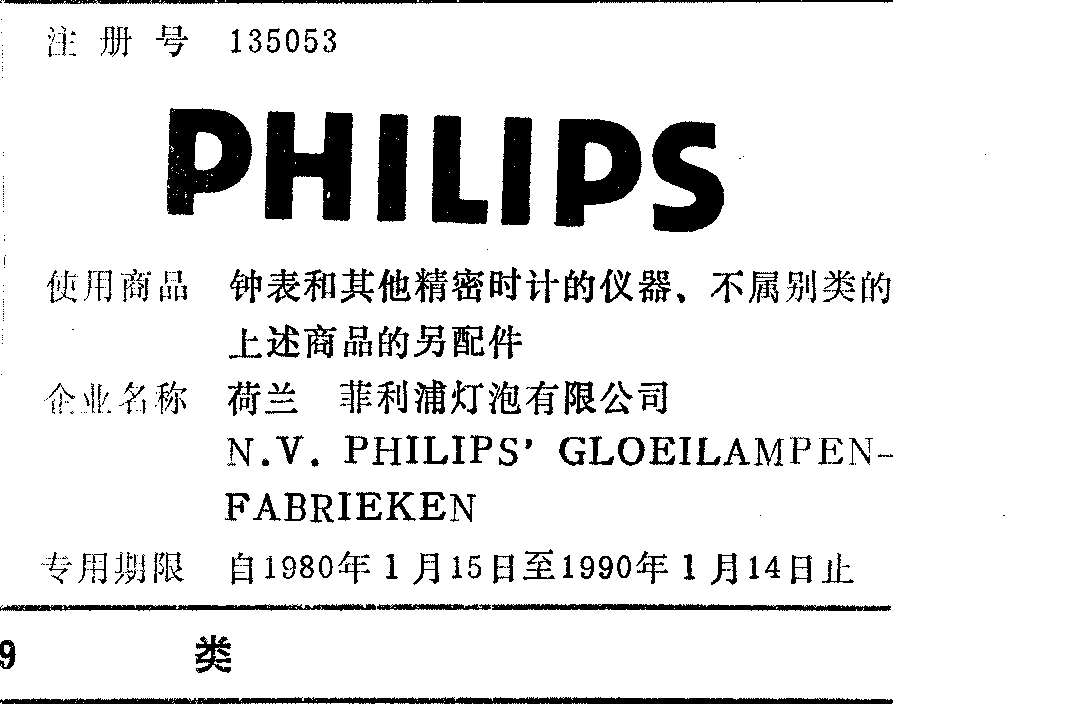 注册号 135053
PHILIPS
使用商品 钟表和其他精密时计的仪器、不属别类的
上述商品的另配件
企业名称 荷兰 菲利浦灯泡有限公司
N.V. PHILIPS' GLOEILAMPEN-
FABRIEKEN
专用期限 自1980年1月15日至1990年1月14日止
9 类